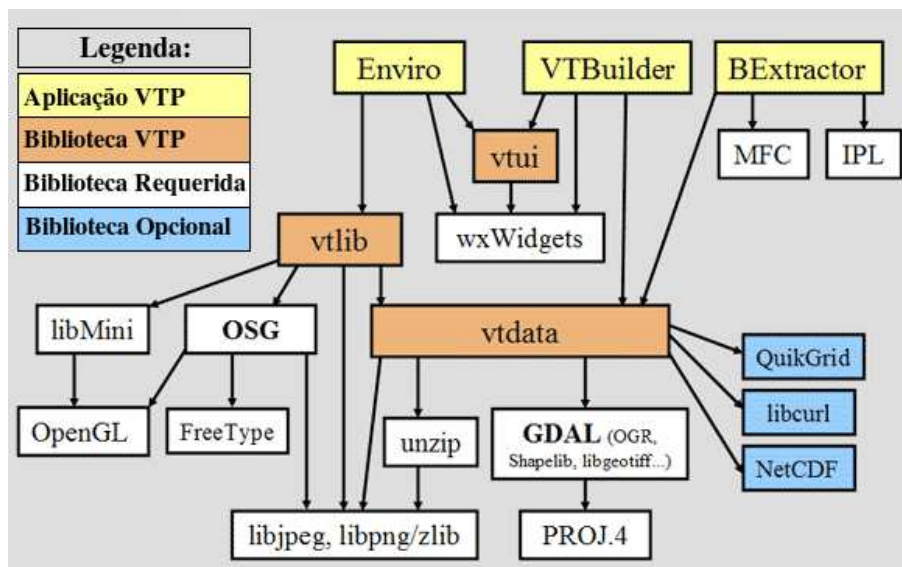 Legenda:
Aplicação VTP
Biblioteca VTP
Biblioteca Requerida
Biblioteca Opcional
Enviro
VTBuilder
BExtractor
vtui
MFC
IPL
vtlib
wxWidgets
libMini
OSG
vtdata
QuikGrid
OpenGL
FreeType
unzip
GDAL (OGR,
Shapelib, libgeotiff...)
libcurl
NetCDF
libjpeg, libpng/zlib
PROJ.4